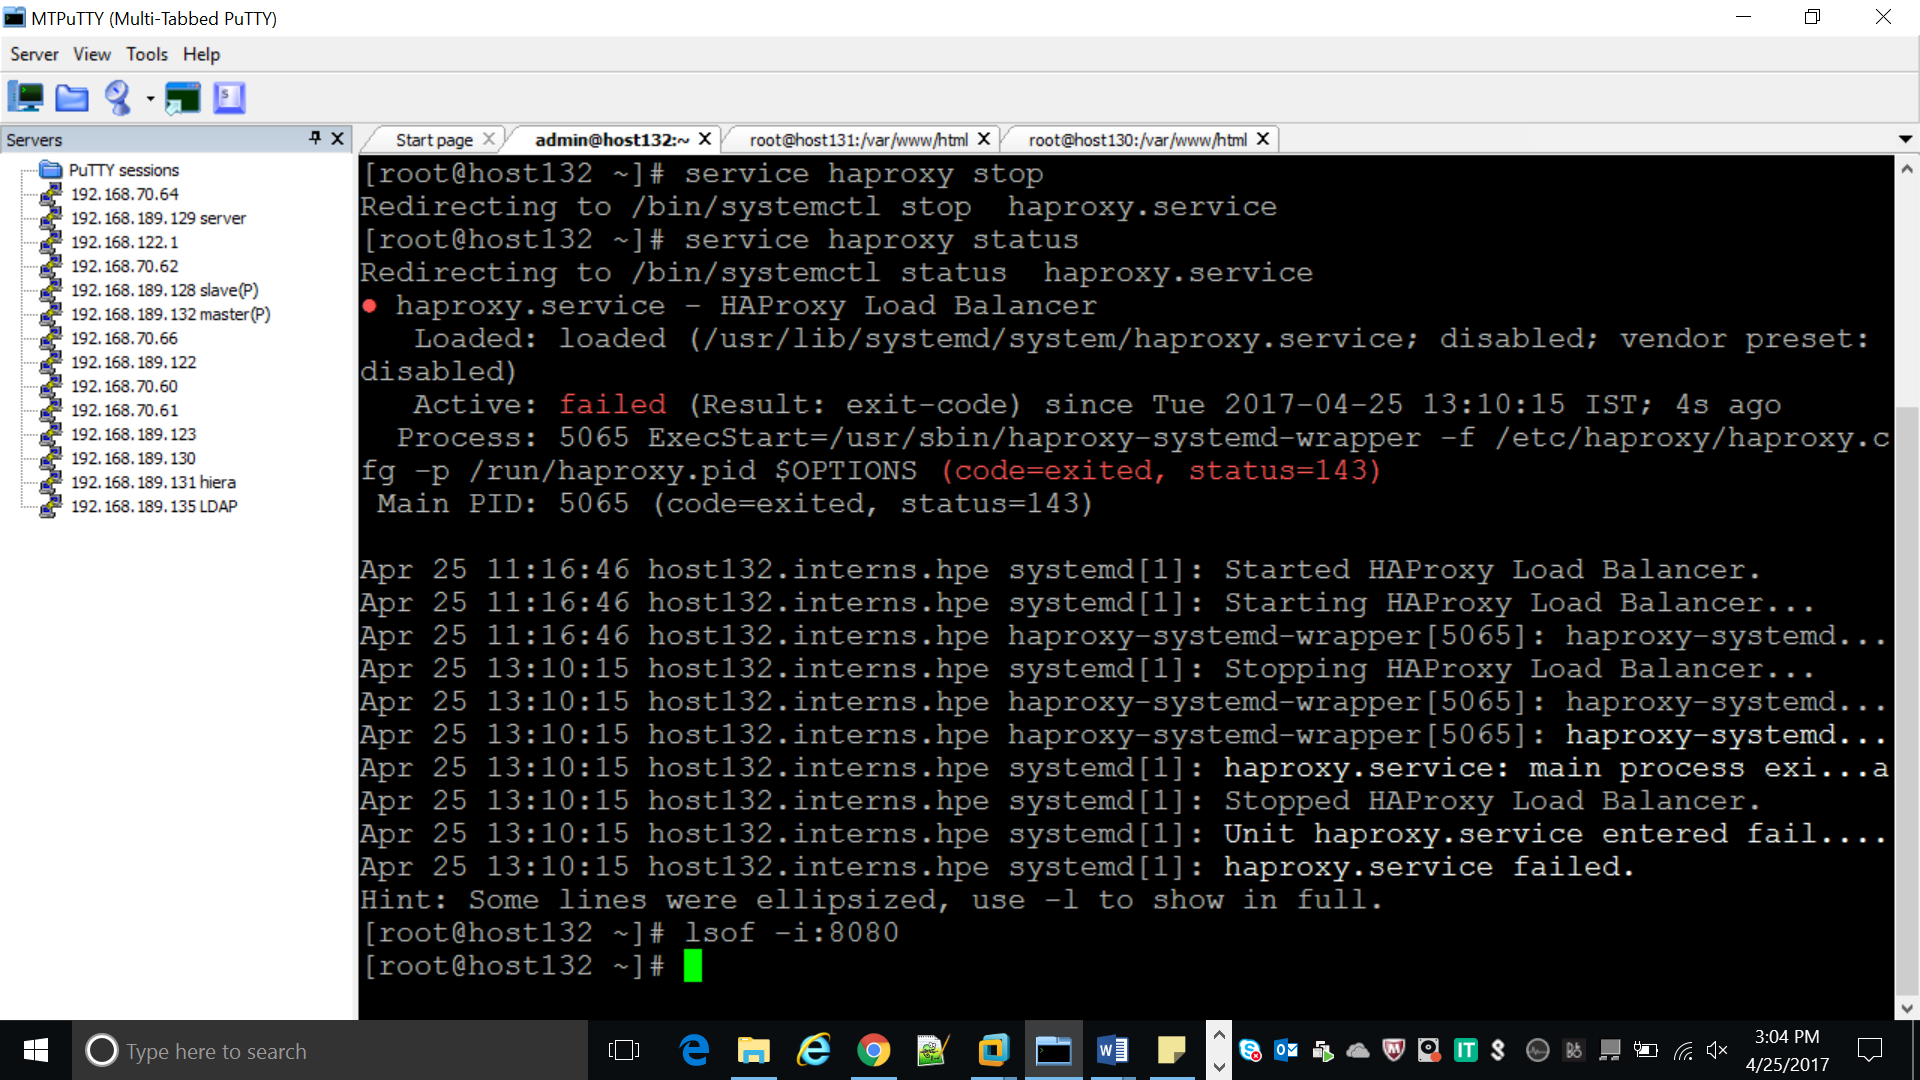 MTPuTTY (Multi-Tabbed PuTTY)
Server View Tools Help
Servers
Start page
admin@host132:~
root@host131:/var/www/html
root@host130:/var/www/html
PuTTY sessions
192.168.70.64
192.168.189.129 server
192.168.122.1
192.168.70.62
192.168.189.128 slave(P)
192.168.189.132 master(P)
192.168.70.66
192.168.189.122
192.168.70.60
192.168.70.61
192.168.189.123
192.168.189.130
192.168.189.131 hiera
192.168.189.135 LDAP
[root@host132 ~]# service haproxy stop
Redirecting to /bin/systemctl stop  haproxy.service
[root@host132 ~]# service haproxy status
Redirecting to /bin/systemctl status  haproxy.service
● haproxy.service - HAProxy Load Balancer
Loaded: loaded (/usr/lib/systemd/system/haproxy.service; disabled; vendor preset:
disabled)
Active: failed (Result: exit-code) since Tue 2017-04-25 13:10:15 IST; 4s ago
Process: 5065 ExecStart=/usr/sbin/haproxy-systemd-wrapper -f /etc/haproxy/haproxy.c
fg -p /run/haproxy.pid $OPTIONS (code=exited, status=143)
Main PID: 5065 (code=exited, status=143)
Apr 25 11:16:46 host132.interns.hpe systemd[1]: Started HAProxy Load Balancer.
Apr 25 11:16:46 host132.interns.hpe systemd[1]: Starting HAProxy Load Balancer...
Apr 25 11:16:46 host132.interns.hpe haproxy-systemd-wrapper[5065]: haproxy-systemd...
Apr 25 13:10:15 host132.interns.hpe systemd[1]: Stopping HAProxy Load Balancer...
Apr 25 13:10:15 host132.interns.hpe haproxy-systemd-wrapper[5065]: haproxy-systemd...
Apr 25 13:10:15 host132.interns.hpe haproxy-systemd-wrapper[5065]: haproxy-systemd...
Apr 25 13:10:15 host132.interns.hpe systemd[1]: haproxy.service: main process exi...a
Apr 25 13:10:15 host132.interns.hpe systemd[1]: Stopped HAProxy Load Balancer.
Apr 25 13:10:15 host132.interns.hpe systemd[1]: Unit haproxy.service entered fail....
Apr 25 13:10:15 host132.interns.hpe systemd[1]: haproxy.service failed.
Hint: Some lines were ellipsized, use -l to show in full.
[root@host132 ~]# lsof -i:8080
[root@host132 ~]#
Type here to search
IT
3:04 PM
4/25/2017